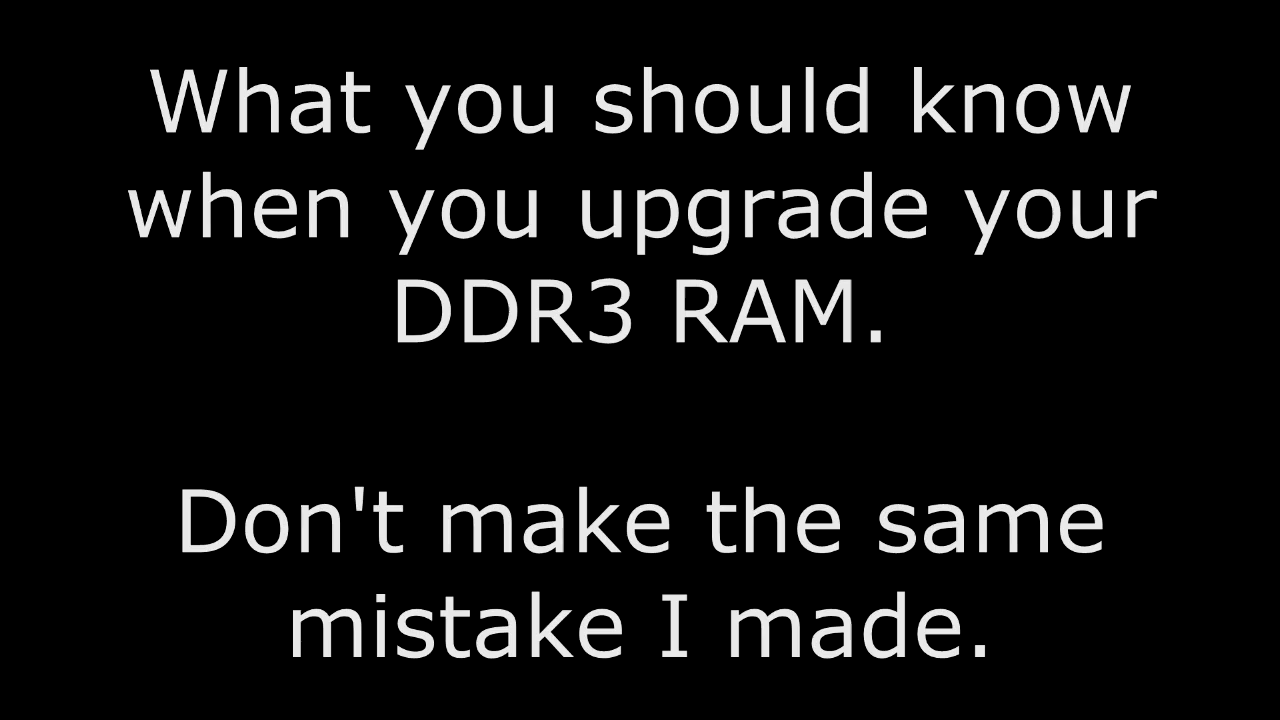 What you should know
when you upgrade your
DDR3 RAM.
Don't make the same
mistake I made.